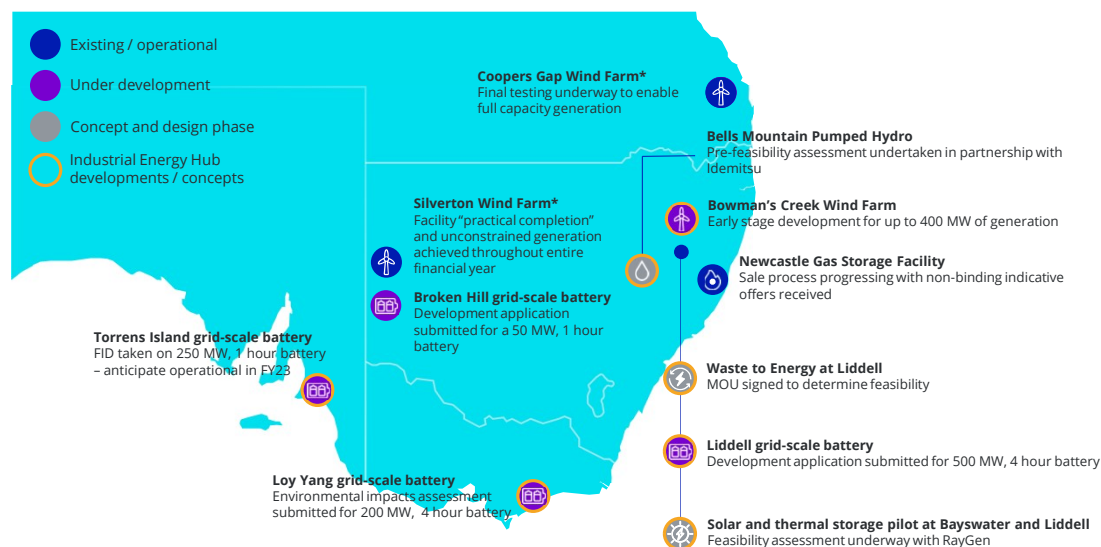 Existing / operational
Under development
Concept and design phase
Industrial Energy Hub
developments / concepts
Coopers Gap Wind Farm*
Final testing underway to enable
full capacity generation
Bells Mountain Pumped Hydro
Pre-feasibility assessment undertaken in partnership with
Idemitsu
Silverton Wind Farm*
Facility “practical completion”
and unconstrained generation
achieved throughout entire
financial year
Bowman’s Creek Wind Farm
Early stage development for up to 400 MW of generation
Newcastle Gas Storage Facility
Sale process progressing with non-binding indicative
offers received
Broken Hill grid-scale battery
Development application
submitted for a 50 MW, 1 hour
battery
Torrens Island grid-scale battery
FID taken on 250 MW, 1 hour battery
– anticipate operational in FY23
Waste to Energy at Liddell
MOU signed to determine feasibility
Liddell grid-scale battery
Development application submitted for 500 MW, 4 hour battery
Loy Yang grid-scale battery
Environmental impacts assessment
submitted for 200 MW, 4 hour battery
Solar and thermal storage pilot at Bayswater and Liddell
Feasibility assessment underway with RayGen